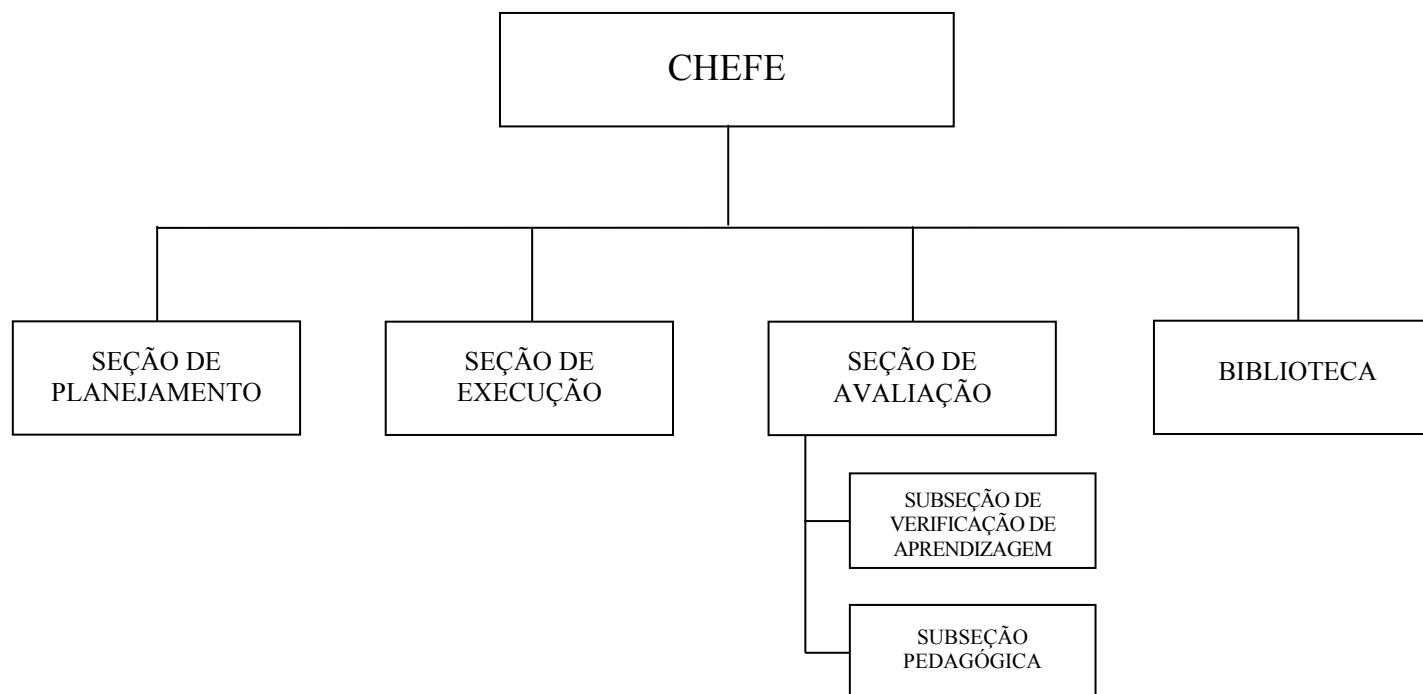 CHEFE
SEÇÃO DE
PLANEJAMENTO
SEÇÃO DE
EXECUÇÃO
SEÇÃO DE
AVALIAÇÃO
BIBLIOTECA
SUBSEÇÃO DE
VERIFICAÇÃO DE
APRENDIZAGEM
SUBSEÇÃO
PEDAGÓGICA